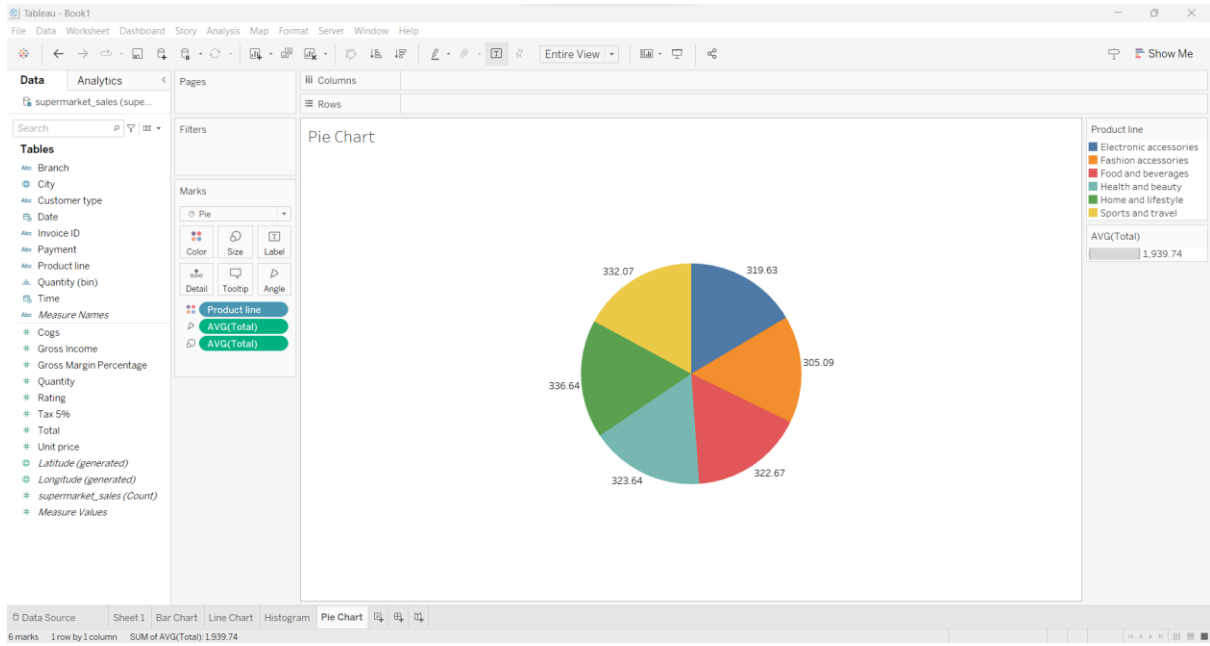 Tableau - Book1
File Data Worksheet Dashboard Story Analysis Map Format Server Window Help
Entire View
Show Me
Data Analytics
supermarket_sales (supe...
Search
Tables
Abc Branch
City
Abc Customer type
Date
Abc Invoice ID
Abc Payment
Abc Product line
Quantity (bin)
Time
Abc Measure Names
# Cogs
# Gross Income
# Gross Margin Percentage
# Quantity
# Rating
# Tax 5%
# Total
# Unit price
Latitude (generated)
Longitude (generated)
# supermarket_sales (Count)
# Measure Values
Pages
Filters
Marks
Pie
Color Size Label
Detail Tooltip Angle
Product line
AVG(Total)
AVG(Total)
Columns
Rows
Pie Chart
332.07 319.63
305.09
336.64
322.67
323.64
Product line
Electronic accessories
Fashion accessories
Food and beverages
Health and beauty
Home and lifestyle
Sports and travel
AVG(Total)
1,939.74
Data Source Sheet 1 Bar Chart Line Chart Histogram Pie Chart
6 marks 1 row by 1 column SUM of AVG(Total): 1,939.74